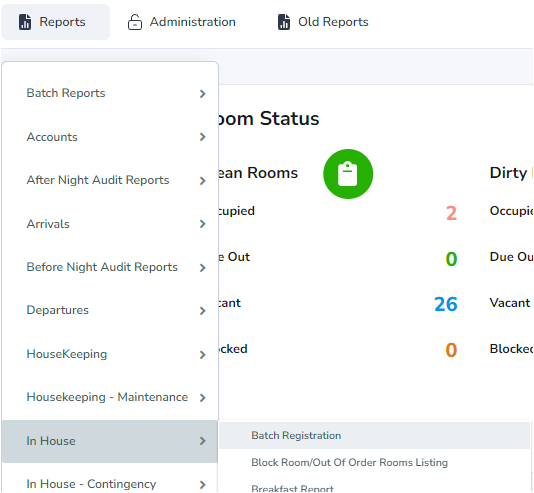 Reports
Administration
Old Reports
Batch Reports
Accounts
After Night Audit Reports
Arrivals
Before Night Audit Reports
Departures
HouseKeeping
Housekeeping - Maintenance
In House
In House - Contingency
oom Status
ean Rooms
Dirty
cupied 2 Occupie
e Out 0 Due Ou
cant 26 Vacant
ocked 0 Blocked
Batch Registration
Block Room/Out Of Order Rooms Listing
Breakfast Report